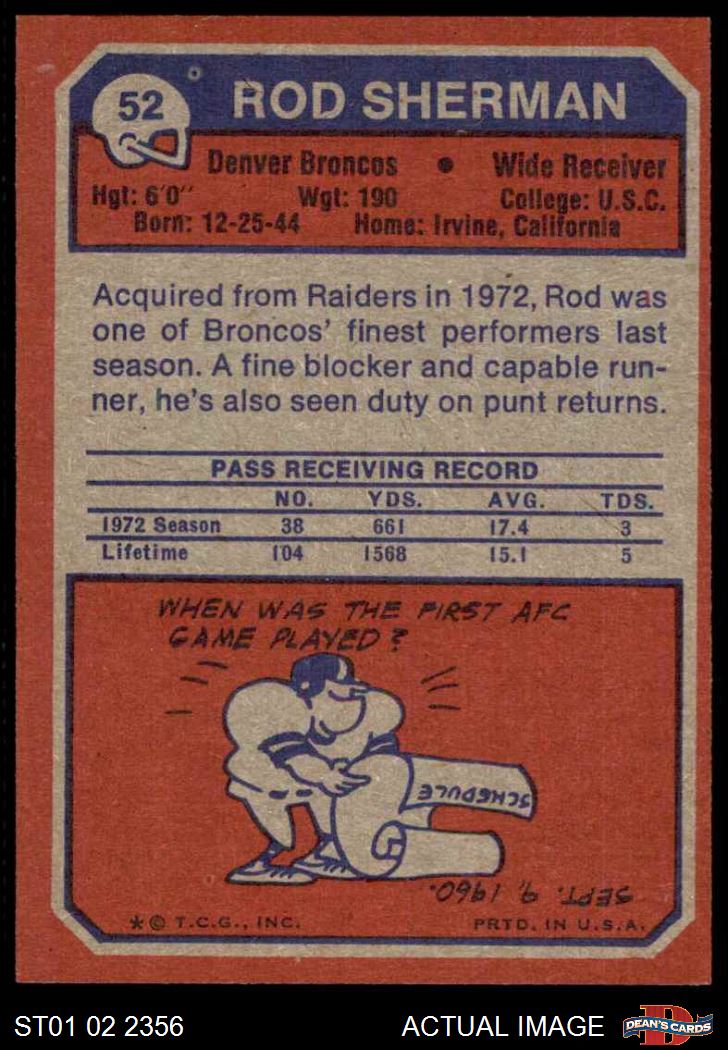 52
ROD SHERMAN
Denver Broncos • Wide Receiver
Hgt: 6'0" Wgt: 190 College: U.S.C.
Born: 12-25-44 Home: Irvine, California
Acquired from Raiders in 1972, Rod was
one of Broncos' finest performers last
season. A fine blocker and capable run-
ner, he's also seen duty on punt returns.
PASS RECEIVING RECORD
NO. YDS. AVG. TDS.
1972 Season 38 661 17.4 3
Lifetime 104 1568 15.1 5
WHEN WAS THE FIRST AFC
GAME PLAYED?
SCHEDULE
SEPT. 9, 1960.
*© T.C.G., INC. PRTD. IN U.S.A.
ST01 02 2356 ACTUAL IMAGE
D
DEAN'S CARDS